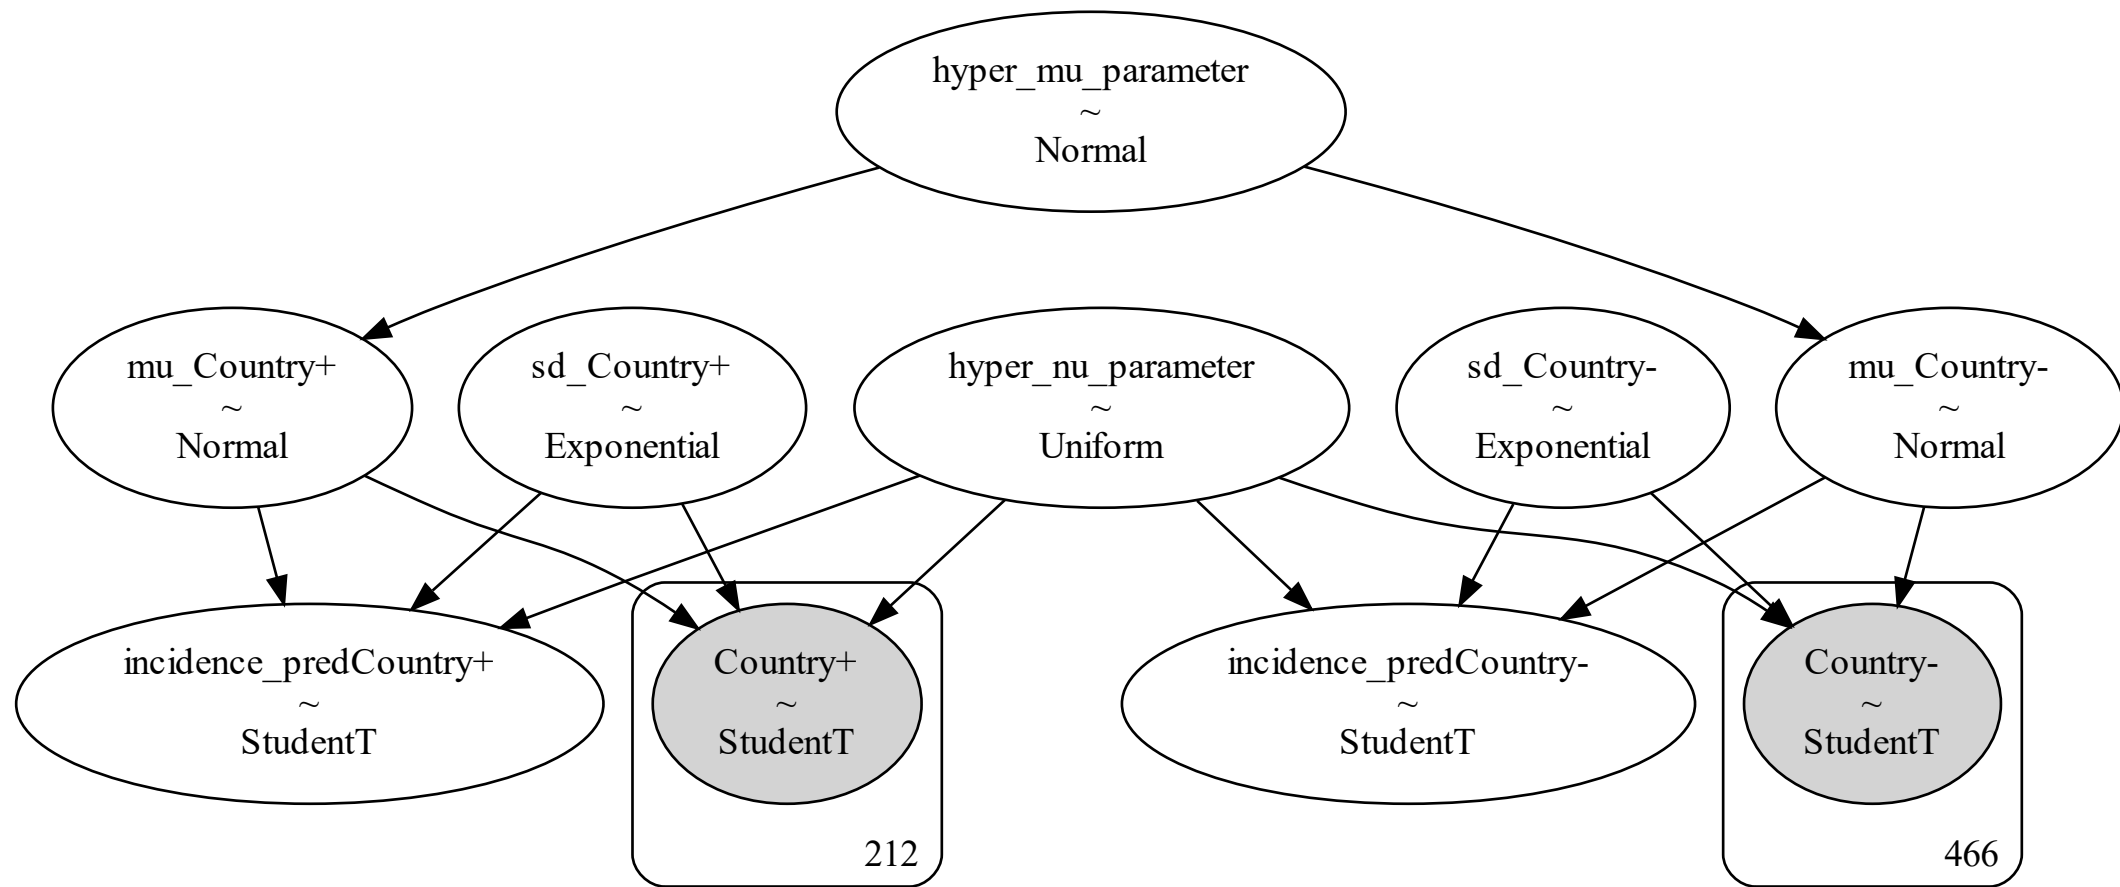 hyper_mu_parameter
~
Normal
mu_Country+
~
Normal
sd_Country+
~
Exponential
hyper_nu_parameter
~
Uniform
sd_Country-
~
Exponential
mu_Country-
~
Normal
incidence_predCountry+
~
StudentT
Country+
~
StudentT
212
incidence_predCountry-
~
StudentT
Country-
~
StudentT
466